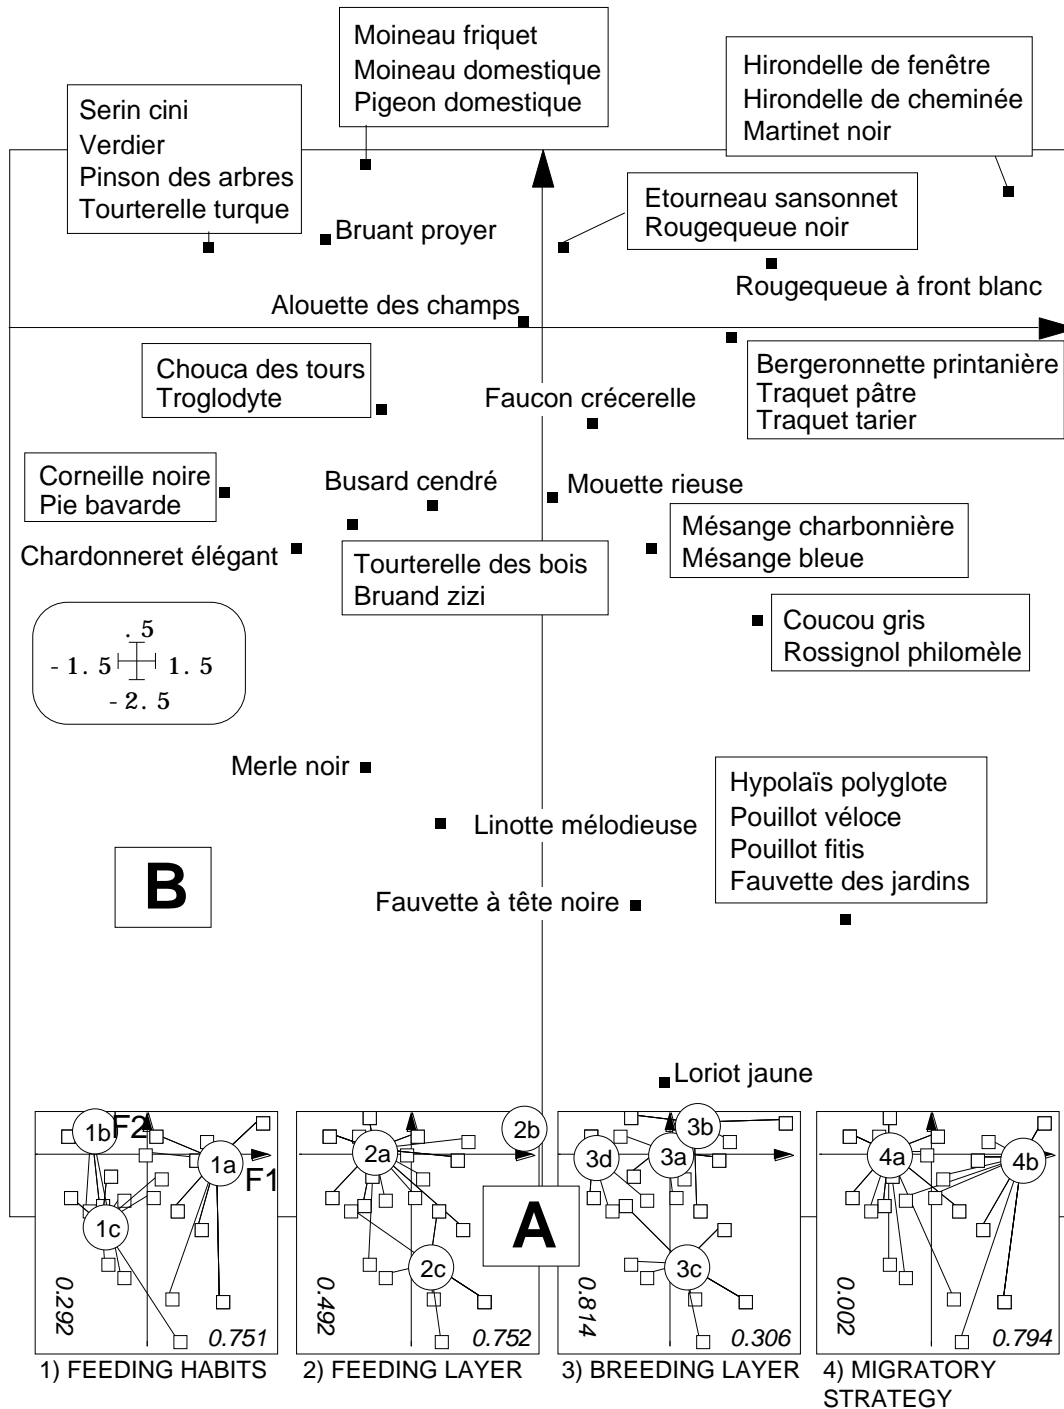 Moineau friquet
Moineau domestique
Pigeon domestique
Hirondelle de fenêtre
Hirondelle de cheminée
Martinet noir
Serin cini
Verdier
Pinson des arbres
Tourterelle turque
Etourneau sansonnet
Rougequeue noir
Bruant proyer
Rougequeue à front blanc
Alouette des champs
Bergeronnette printanière
Traquet pâtre
Traquet tarier
Chouca des tours
Troglodyte
Faucon crécerelle
Corneille noire
Pie bavarde
Busard cendré
Mouette rieuse
Mésange charbonnière
Mésange bleue
Chardonneret élégant
Tourterelle des bois
Bruand zizi
Coucou gris
Rossignol philomèle
.5
-1.5 1.5
-2.5
Merle noir
Hypolaïs polyglote
Pouillot véloce
Pouillot fitis
Fauvette des jardins
Linotte mélodieuse
B
Fauvette à tête noire
Loriot jaune
A
1b
F2
1a
F1
1c
0.292
0.751
1) FEEDING HABITS
2b
2a
2c
0.492
0.752
2) FEEDING LAYER
3b
3d
3a
3c
0.814
0.306
3) BREEDING LAYER
4a
4b
0.002
0.794
4) MIGRATORY
STRATEGY